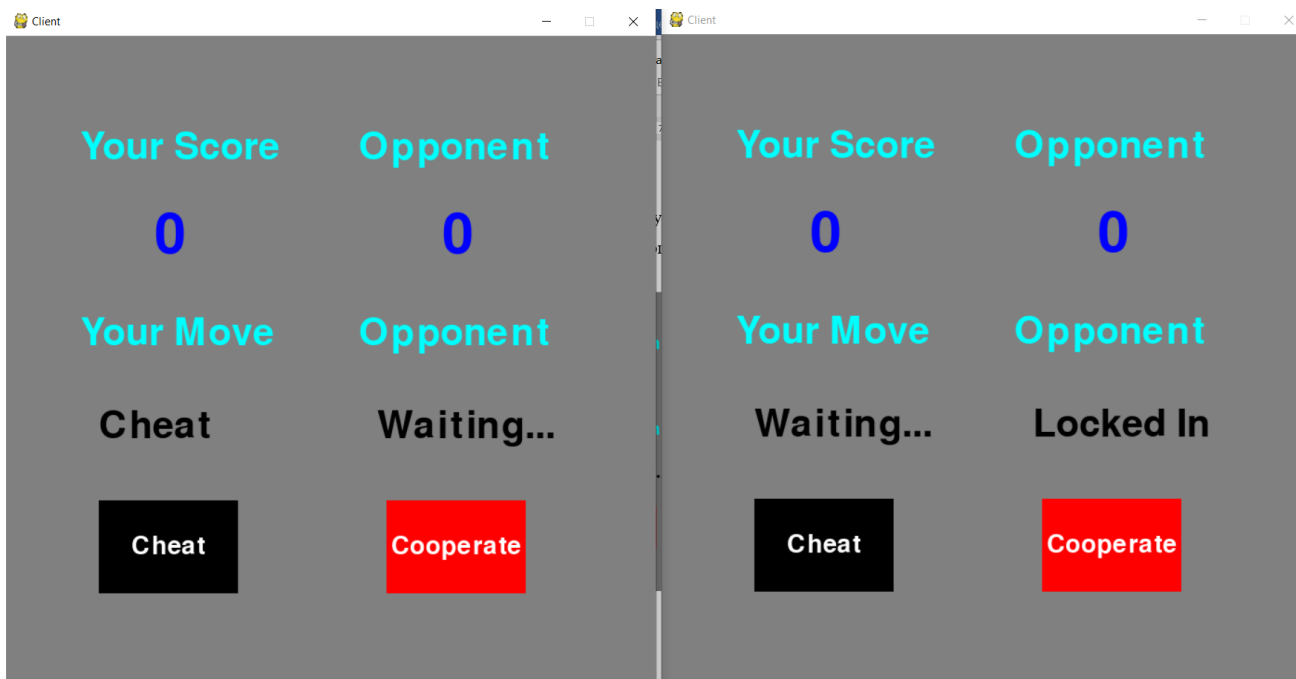 Client
Your Score Opponent
0 0
Your Move Opponent
Cheat Waiting...
Cheat Cooperate
Client
Your Score Opponent
0 0
Your Move Opponent
Waiting... Locked In
Cheat Cooperate